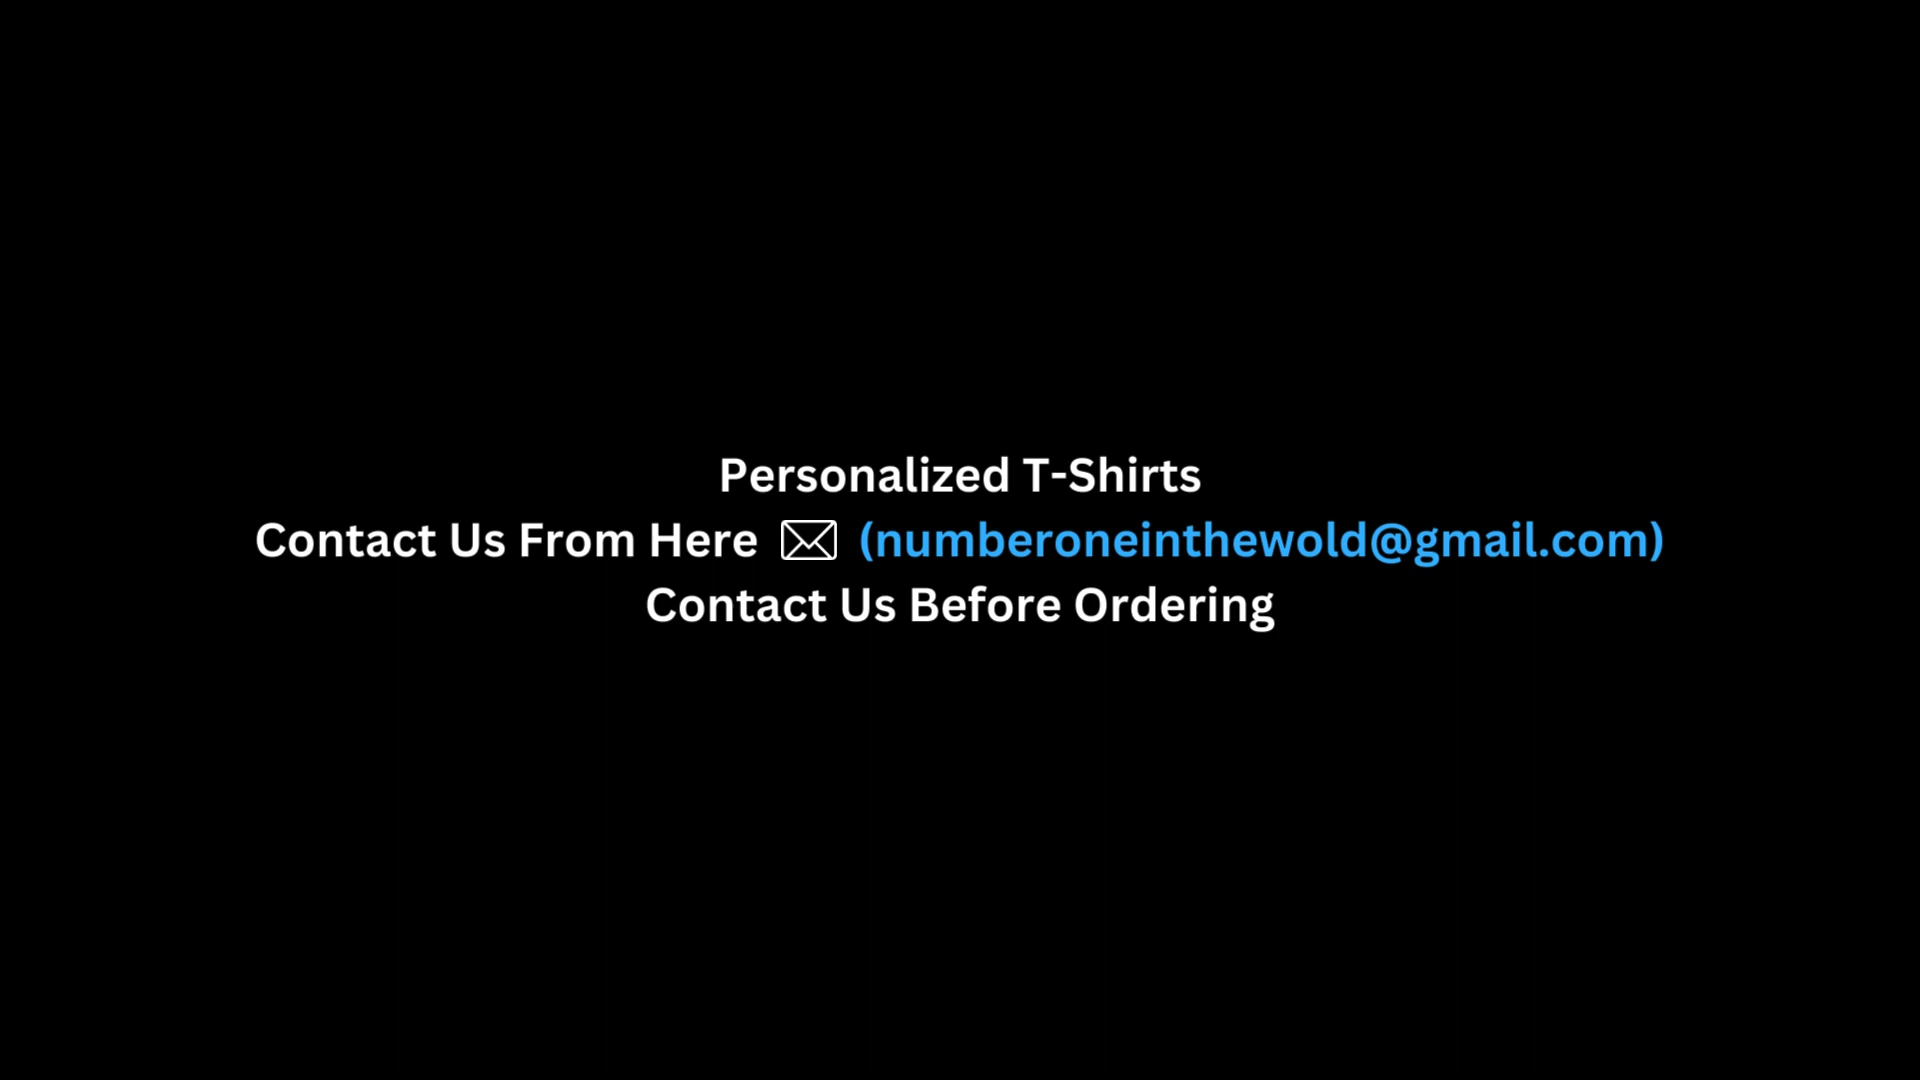 Personalized T-Shirts
Contact Us From Here ✉ (numberoneinthewold@gmail.com)
Contact Us Before Ordering